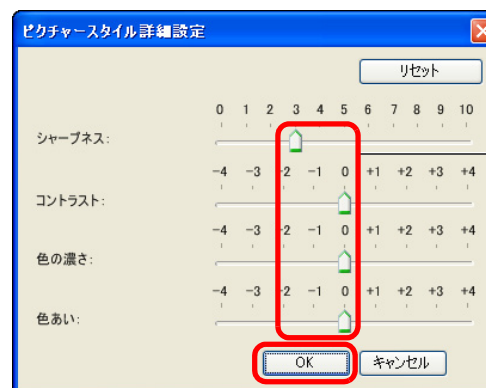 ピクチャースタイル詳細設定
リセット
0 1 2 3 4 5 6 7 8 9 10
シャープネス:
-4 -3 -2 -1 0 +1 +2 +3 +4
コントラスト:
-4 -3 -2 -1 0 +1 +2 +3 +4
色の濃さ:
-4 -3 -2 -1 0 +1 +2 +3 +4
色あい:
OK キャンセル